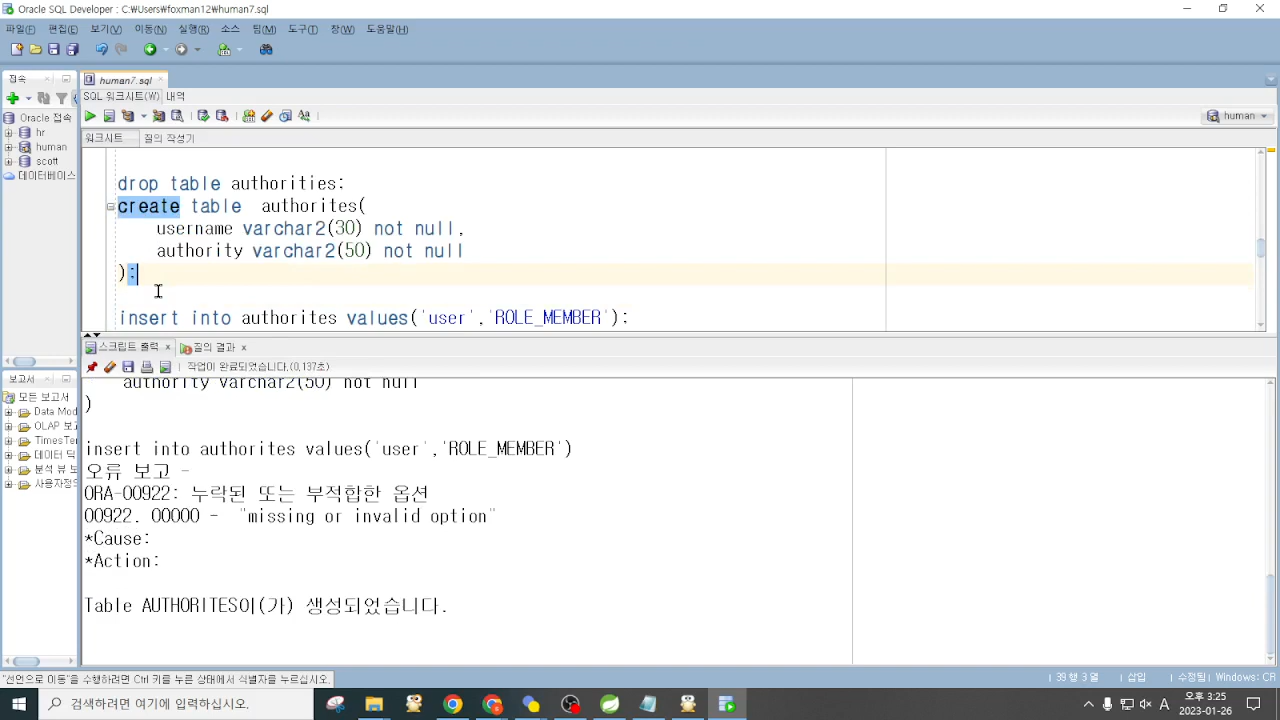 Oracle SQL Developer : C:\Users\foxman12\human7.sql
파일(F) 편집(E) 보기(V) 이동(N) 실행(R) 소스 팀(M) 도구(T) 창(W) 도움말(H)
접속
human7.sql
SQL 워크시트(W) 내역
Oracle 접속
hr
human
scott
데이터베이스
human
워크시트 질의 작성기
drop table authorities;
create table authorites(
username varchar2(30) not null,
authority varchar2(50) not null
);
insert into authorites values('user','ROLE_MEMBER');
스크립트 출력 질의 결과
작업이 완료되었습니다.(0,137초)
보고서
모든 보고서
Data Mod
OLAP 보고
TimesTen
데이터 딕
분석 뷰 보
사용자정의
authority varchar2(50) not null
)
insert into authorites values('user','ROLE_MEMBER')
오류 보고 -
ORA-00922: 누락된 또는 부적합한 옵션
00922. 00000 - "missing or invalid option"
*Cause:
*Action:
Table AUTHORITES이(가) 생성되었습니다.
"선언으로 이동"를 수행하려면 Ctrl 키를 누른 상태에서 식별자를 누르십시오
39 행 3 열 삽입 수정됨 Windows: CR
검색하려면 여기에 입력하십시오.
A
오후 3:25
2023-01-26